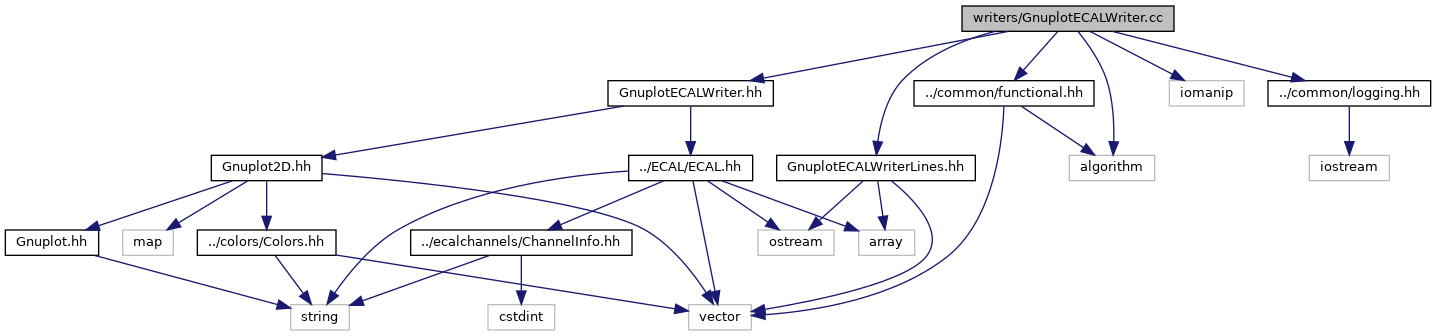 writers/GnuplotECALWriter.cc
GnuplotECALWriter.hh
../common/functional.hh
iomanip
../common/logging.hh
Gnuplot2D.hh
../ECAL/ECAL.hh
GnuplotECALWriterLines.hh
algorithm
iostream
Gnuplot.hh
map
../colors/Colors.hh
../ecalchannels/ChannelInfo.hh
ostream
array
string
cstdint
vector